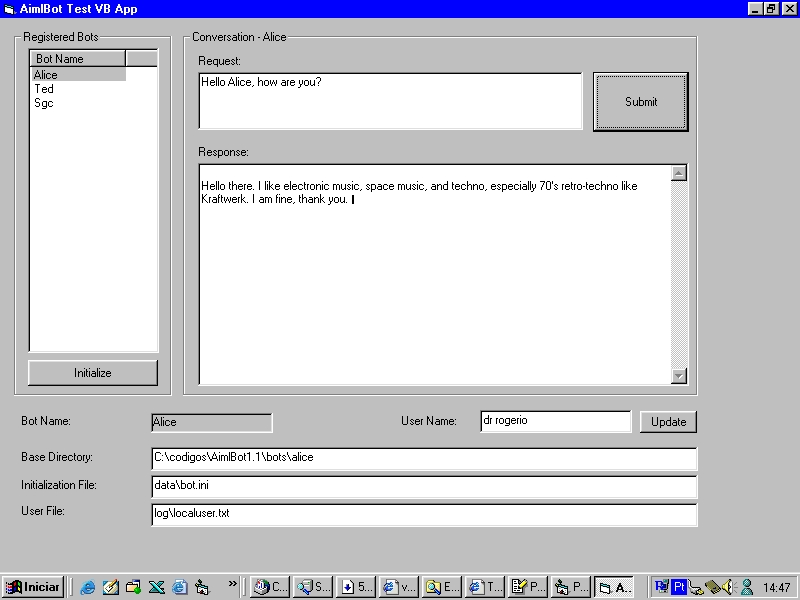 AimlBot Test VB App
Registered Bots
Bot Name
Alice
Ted
Sgc
Initialize
Conversation - Alice
Request:
Hello Alice, how are you?
Submit
Response:
Hello there. I like electronic music, space music, and techno, especially 70's retro-techno like
Kraftwerk. I am fine, thank you.
Bot Name:
Alice
User Name:
dr rogerio
Update
Base Directory:
C:\codigos\AimlBot1.1\bots\alice
Initialization File:
data\bot.ini
User File:
log\localuser.txt
Iniciar
»
C...
S...
5...
v...
E...
T...
P...
P...
A..
Pt
14:47